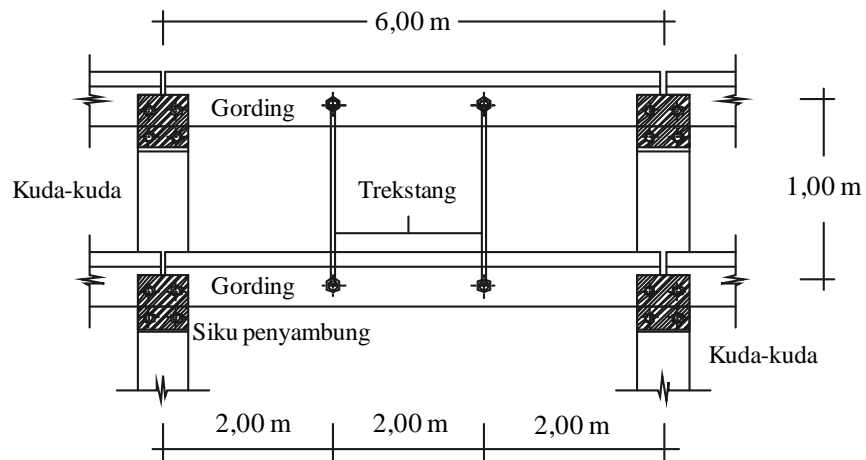 6,00 m
Gording
Kuda-kuda
Trekstang
1,00 m
Gording
Siku penyambung
Kuda-kuda
2,00 m 2,00 m 2,00 m